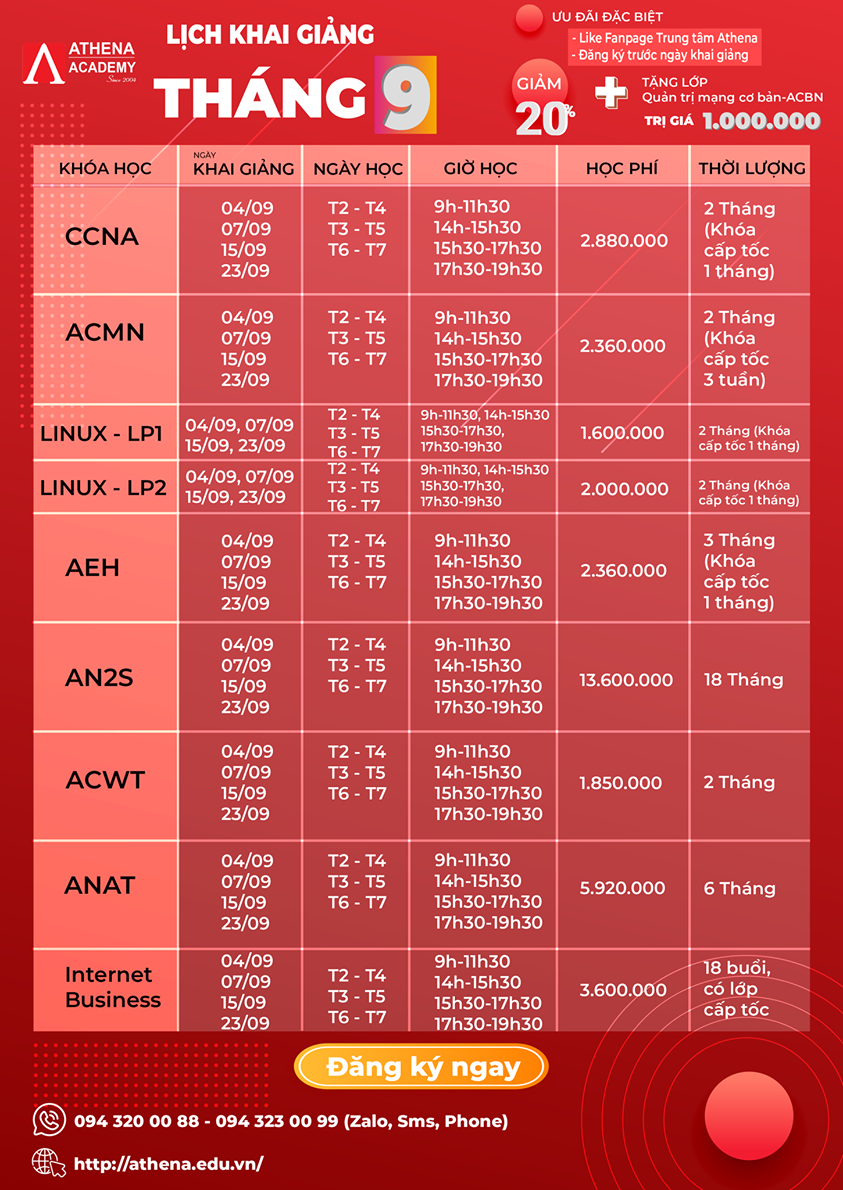 ATHENA
ACADEMY
Since 2004
LỊCH KHAI GIẢNG
THÁNG 9
ƯU ĐÃI ĐẶC BIỆT
- Like Fanpage Trung tâm Athena
- Đăng ký trước ngày khai giảng
GIẢM
20%
TẶNG LỚP
Quản trị mạng cơ bản-ACBN
TRỊ GIÁ 1.000.000
KHÓA HỌC
NGÀY
KHAI GIẢNG
NGÀY HỌC
GIỜ HỌC
HỌC PHÍ
THỜI LƯỢNG
CCNA
04/09
07/09
15/09
23/09
T2 - T4
T3 - T5
T6 - T7
9h-11h30
14h-15h30
15h30-17h30
17h30-19h30
2.880.000
2 Tháng
(Khóa
cấp tốc
1 tháng)
ACMN
04/09
07/09
15/09
23/09
T2 - T4
T3 - T5
T6 - T7
9h-11h30
14h-15h30
15h30-17h30
17h30-19h30
2.360.000
2 Tháng
(Khóa
cấp tốc
3 tuần)
LINUX - LP1
04/09, 07/09
15/09, 23/09
T2 - T4
T3 - T5
T6 - T7
9h-11h30, 14h-15h30
15h30-17h30,
17h30-19h30
1.600.000
2 Tháng (Khóa
cấp tốc 1 tháng)
LINUX - LP2
04/09, 07/09
15/09, 23/09
T2 - T4
T3 - T5
T6 - T7
9h-11h30, 14h-15h30
15h30-17h30,
17h30-19h30
2.000.000
2 Tháng (Khóa
cấp tốc 1 tháng)
AEH
04/09
07/09
15/09
23/09
T2 - T4
T3 - T5
T6 - T7
9h-11h30
14h-15h30
15h30-17h30
17h30-19h30
2.360.000
3 Tháng
(Khóa
cấp tốc
1 tháng)
AN2S
04/09
07/09
15/09
23/09
T2 - T4
T3 - T5
T6 - T7
9h-11h30
14h-15h30
15h30-17h30
17h30-19h30
13.600.000
18 Tháng
ACWT
04/09
07/09
15/09
23/09
T2 - T4
T3 - T5
T6 - T7
9h-11h30
14h-15h30
15h30-17h30
17h30-19h30
1.850.000
2 Tháng
ANAT
04/09
07/09
15/09
23/09
T2 - T4
T3 - T5
T6 - T7
9h-11h30
14h-15h30
15h30-17h30
17h30-19h30
5.920.000
6 Tháng
Internet
Business
04/09
07/09
15/09
23/09
T2 - T4
T3 - T5
T6 - T7
9h-11h30
14h-15h30
15h30-17h30
17h30-19h30
3.600.000
18 buổi,
có lớp
cấp tốc
Đăng ký ngay
094 320 00 88 - 094 323 00 99 (Zalo, Sms, Phone)
http://athena.edu.vn/